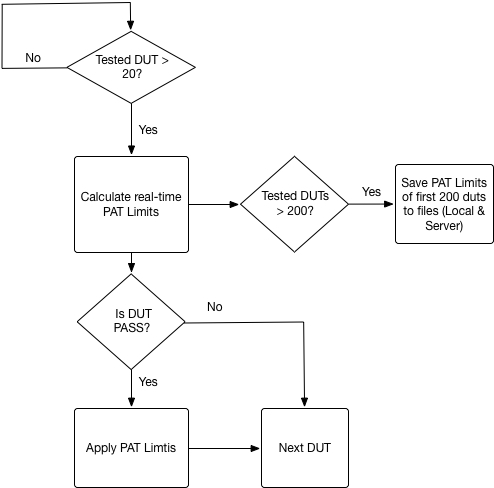 Tested DUT >
20?
No
Yes
Calculate real-time
PAT Limits
Tested DUTs
> 200?
Yes
Save PAT Limits
of first 200 duts
to files (Local &
Server)
Is DUT
PASS?
No
Yes
Apply PAT Limtis
Next DUT